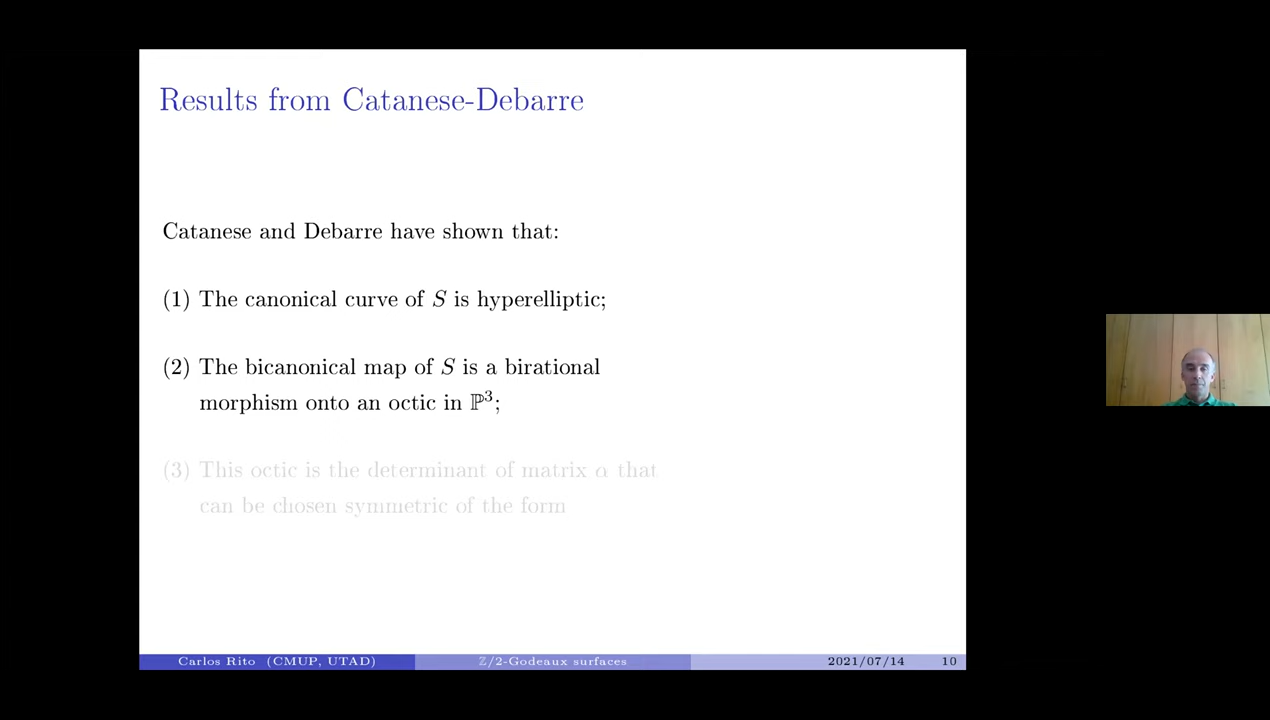 Results from Catanese-Debarre
Catanese and Debarre have shown that:
(1) The canonical curve of S is hyperelliptic;
(2) The bicanonical map of S is a birational
morphism onto an octic in ℙ³;
(3) This octic is the determinant of matrix α that
can be chosen symmetric of the form
Carlos Rito (CMUP, UTAD) ℤ/2-Godeaux surfaces 2021/07/14 10